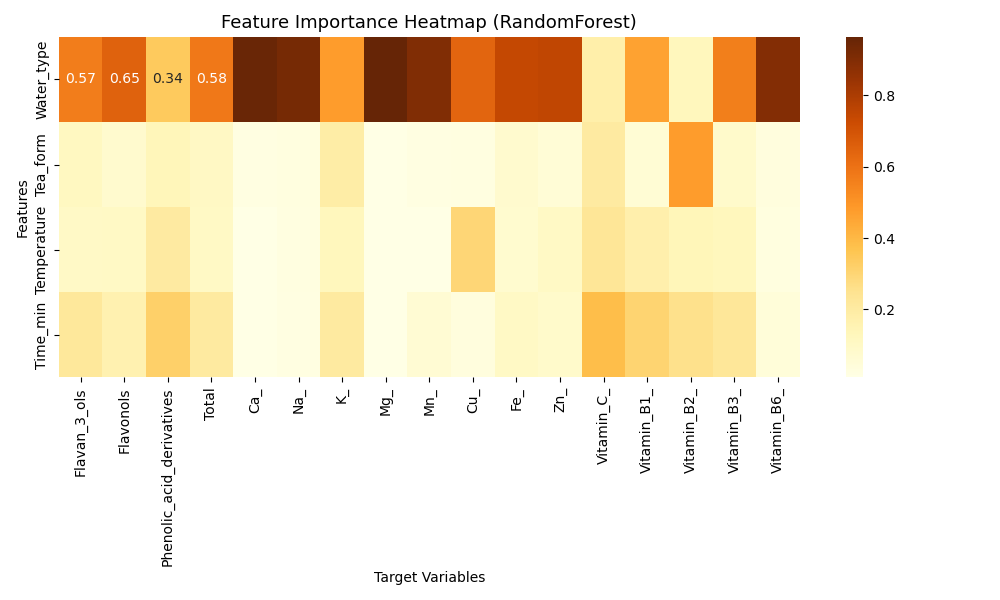 Feature Importance Heatmap (RandomForest)
Features
Water_type
Tea_form
Temperature
Time_min
0.57
0.65
0.34
0.58
0.8
0.6
0.4
0.2
Flavan_3_ols
Flavonols
Phenolic_acid_derivatives
Total
Ca_
Na_
K_
Mg_
Mn_
Cu_
Fe_
Zn_
Vitamin_C_
Vitamin_B1_
Vitamin_B2_
Vitamin_B3_
Vitamin_B6_
Target Variables